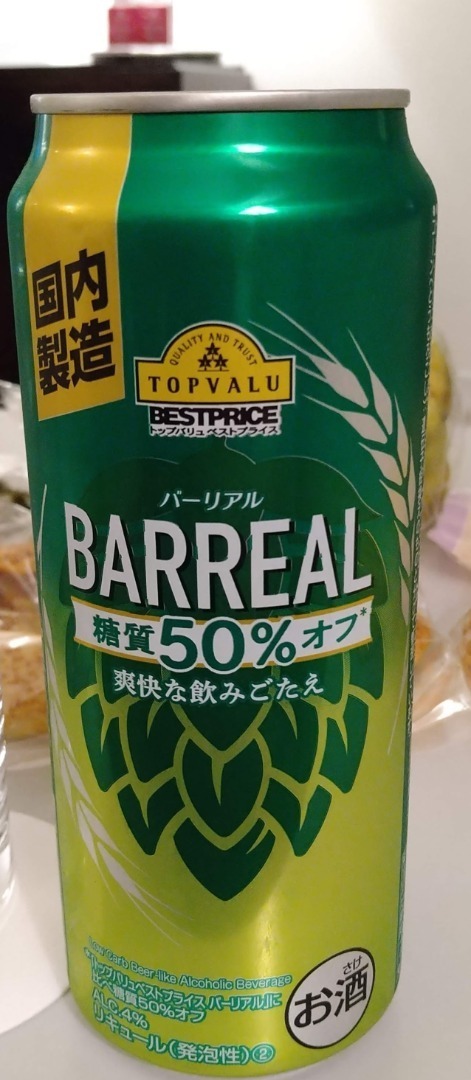 国内
製造
QUALITY AND TRUST
TOPVALU
BESTPRICE
トップバリュ ベストプライス
バーリアル
BARREAL
糖質50%オフ*
爽快な飲みごたえ
Low Carb Beer-like Alcoholic Beverage
*「トップバリュベストプライス バーリアル」に
比べ糖質50%オフ
ALC.4%
リキュール(発泡性)②
さけ
お酒